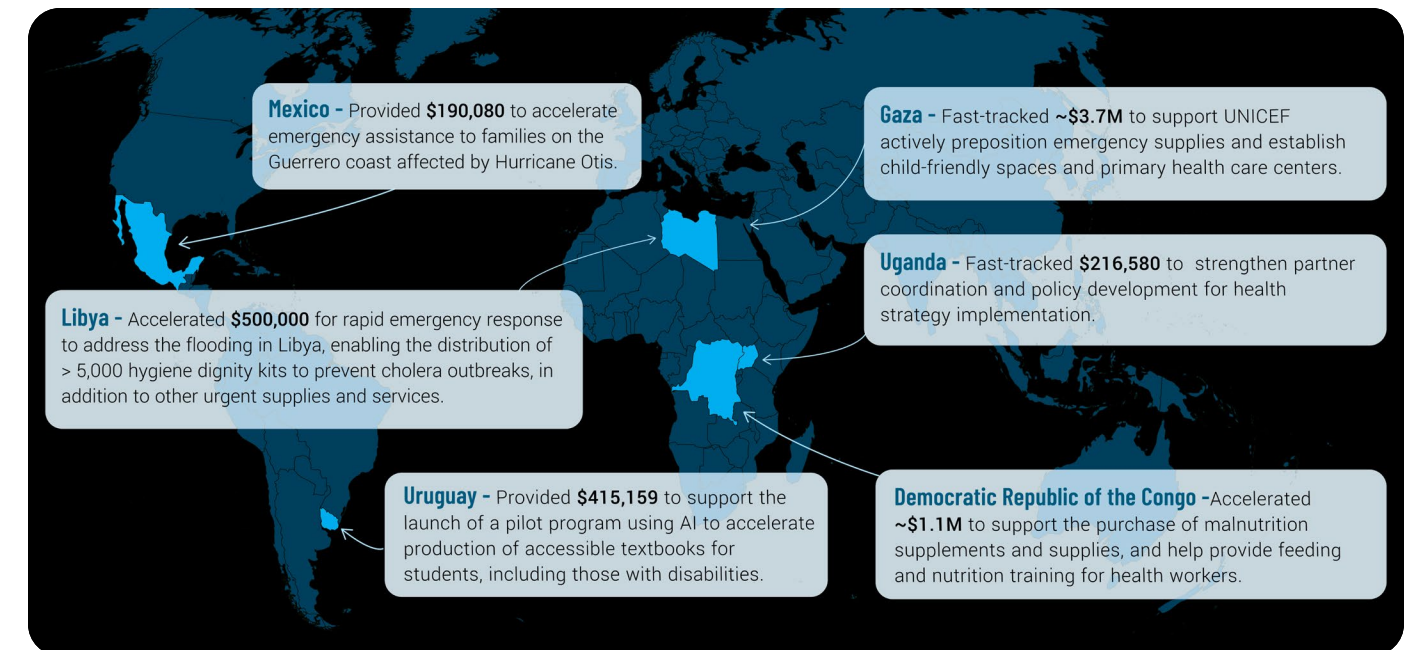 Mexico - Provided $190,080 to accelerate
emergency assistance to families on the
Guerrero coast affected by Hurricane Otis.
Gaza - Fast-tracked ~$3.7M to support UNICEF
actively preposition emergency supplies and establish
child-friendly spaces and primary health care centers.
Uganda - Fast-tracked $216,580 to strengthen partner
coordination and policy development for health
strategy implementation.
Libya - Accelerated $500,000 for rapid emergency response
to address the flooding in Libya, enabling the distribution of
> 5,000 hygiene dignity kits to prevent cholera outbreaks, in
addition to other urgent supplies and services.
Uruguay - Provided $415,159 to support the
launch of a pilot program using AI to accelerate
production of accessible textbooks for
students, including those with disabilities.
Democratic Republic of the Congo -Accelerated
~$1.1M to support the purchase of malnutrition
supplements and supplies, and help provide feeding
and nutrition training for health workers.